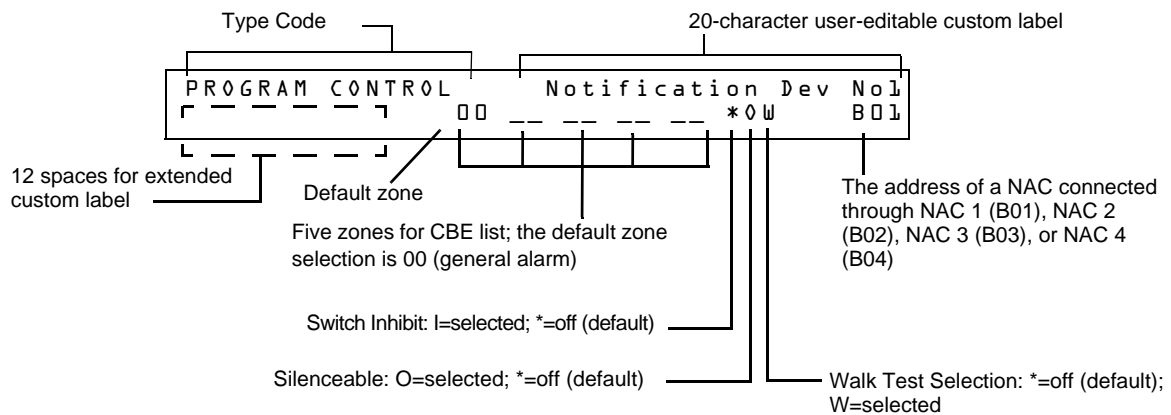 Type Code
20-character user-editable custom label
PROGRAM CONTROL Notification Dev No1
00 __ __ __ __ *0W B01
12 spaces for extended
custom label
Default zone
Five zones for CBE list; the default zone
selection is 00 (general alarm)
The address of a NAC connected
through NAC 1 (B01), NAC 2
(B02), NAC 3 (B03), or NAC 4
(B04)
Switch Inhibit: I=selected; *=off (default)
Silenceable: O=selected; *=off (default)
Walk Test Selection: *=off (default);
W=selected